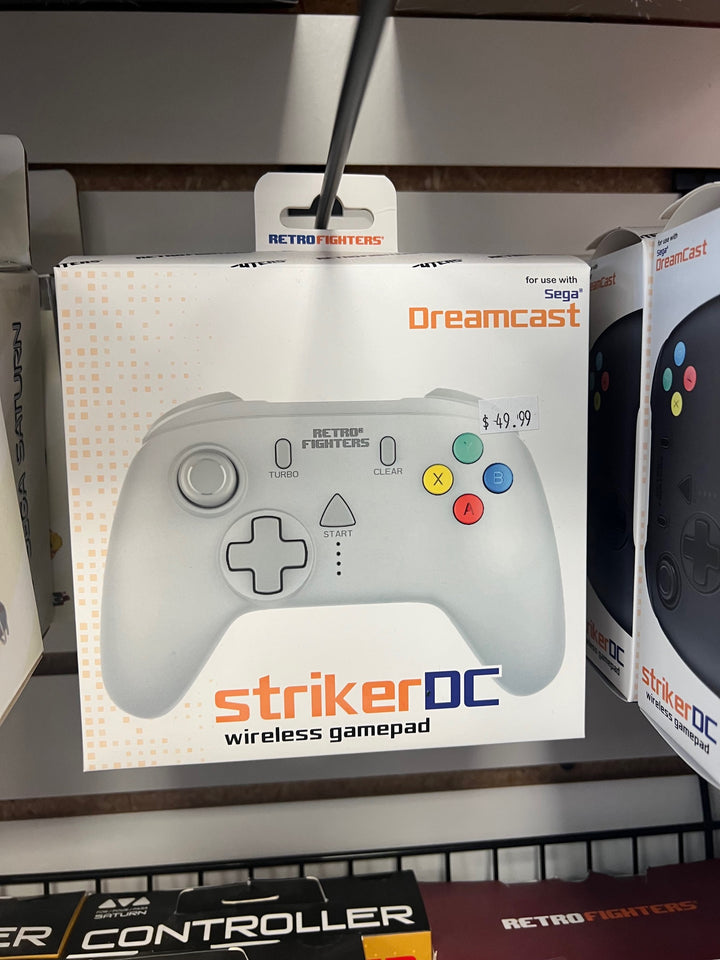 RETROFIGHTERS®
for use with
Sega®
Dreamcast
$ 49.99
RETRO®
FIGHTERS
TURBO
CLEAR
START
Y
X
B
A
strikerDC
wireless gamepad
for use with
Sega®
DreamCast
strikerDC
wireless gamepad
SATURN
SATURN
CONTROLLER
ER
RETROFIGHTERS®